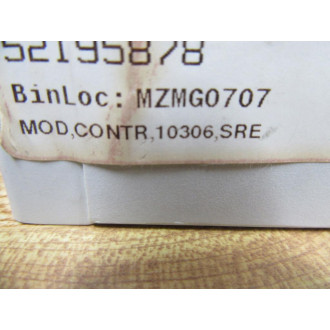 52195878
BinLoc: MZMG0707
MOD,CONTR,10306,SRE